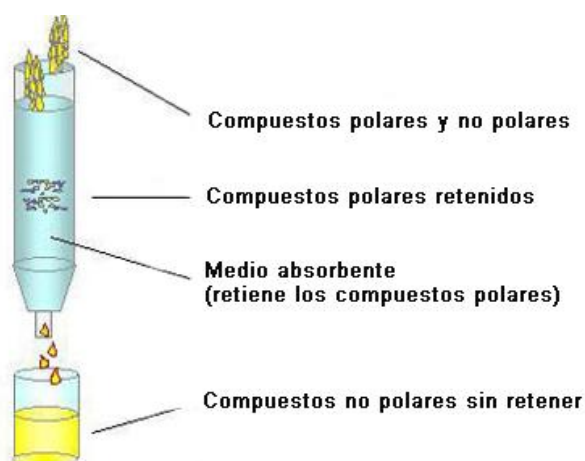 Compuestos polares y no polares
Compuestos polares retenidos
Medio absorbente
(retiene los compuestos polares)
Compuestos no polares sin retener